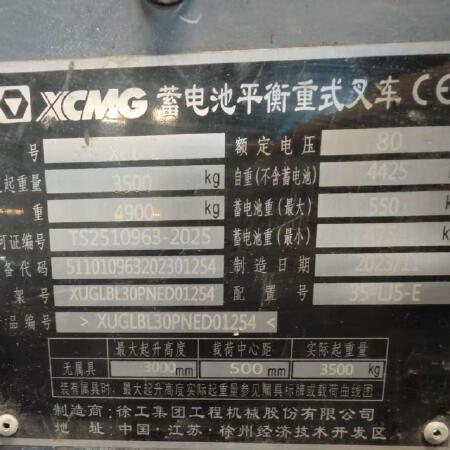 XCMG 蓄电池平衡重式叉车 CE
号 额定电压 80
起重量 3500 kg 自重(不含蓄电池) 4425
重 4900 kg 蓄电池重(最大) 550
可证编号 TS2510963-2025 蓄电池重(最小)
备代码 511010963202301254 制造日期
架号 XUGLBL30PNED01254 配置号 35-LJ5-E
品编号 > XUGLBL30PNED01254 <
最大起升高度 载荷中心距 实际起重量
无属具 3000 mm 500 mm 3500 kg
装有属具时,最大起升高度实际起重量参见属具标牌或载荷曲线图
制造商:徐工集团工程机械股份有限公司
地址:中国·江苏·徐州经济技术开发区